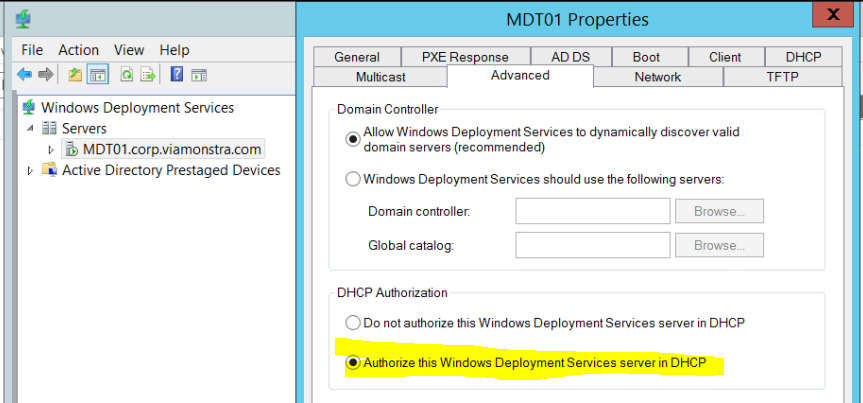 MDT01 Properties
X
File Action View Help
Windows Deployment Services
Servers
MDT01.corp.viamonstra.com
Active Directory Prestaged Devices
General PXE Response AD DS Boot Client DHCP
Multicast Advanced Network TFTP
Domain Controller
Allow Windows Deployment Services to dynamically discover valid
domain servers (recommended)
Windows Deployment Services should use the following servers:
Domain controller: Browse...
Global catalog: Browse...
DHCP Authorization
Do not authorize this Windows Deployment Services server in DHCP
Authorize this Windows Deployment Services server in DHCP